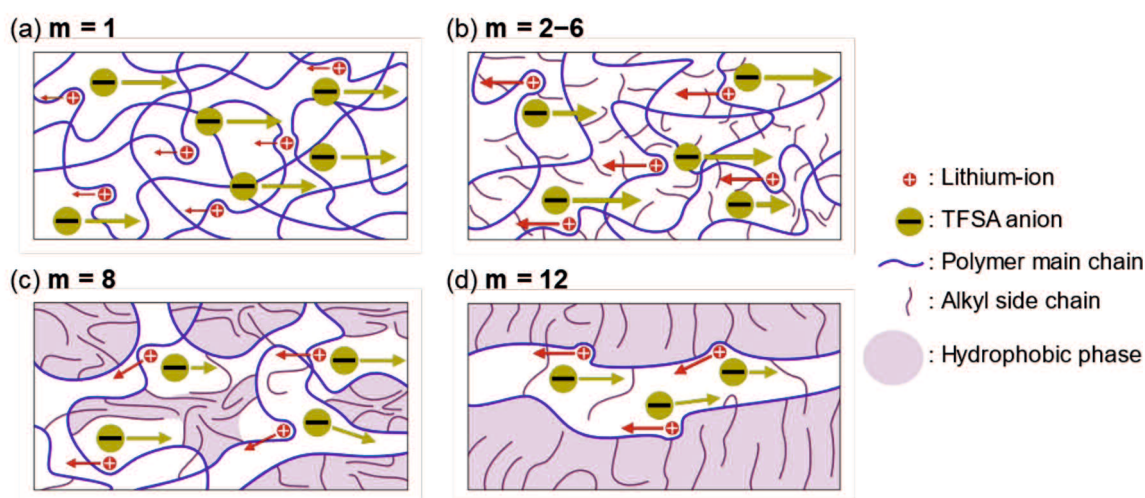 (a) m = 1
(b) m = 2−6
(c) m = 8
(d) m = 12
: Lithium-ion
: TFSA anion
: Polymer main chain
: Alkyl side chain
: Hydrophobic phase